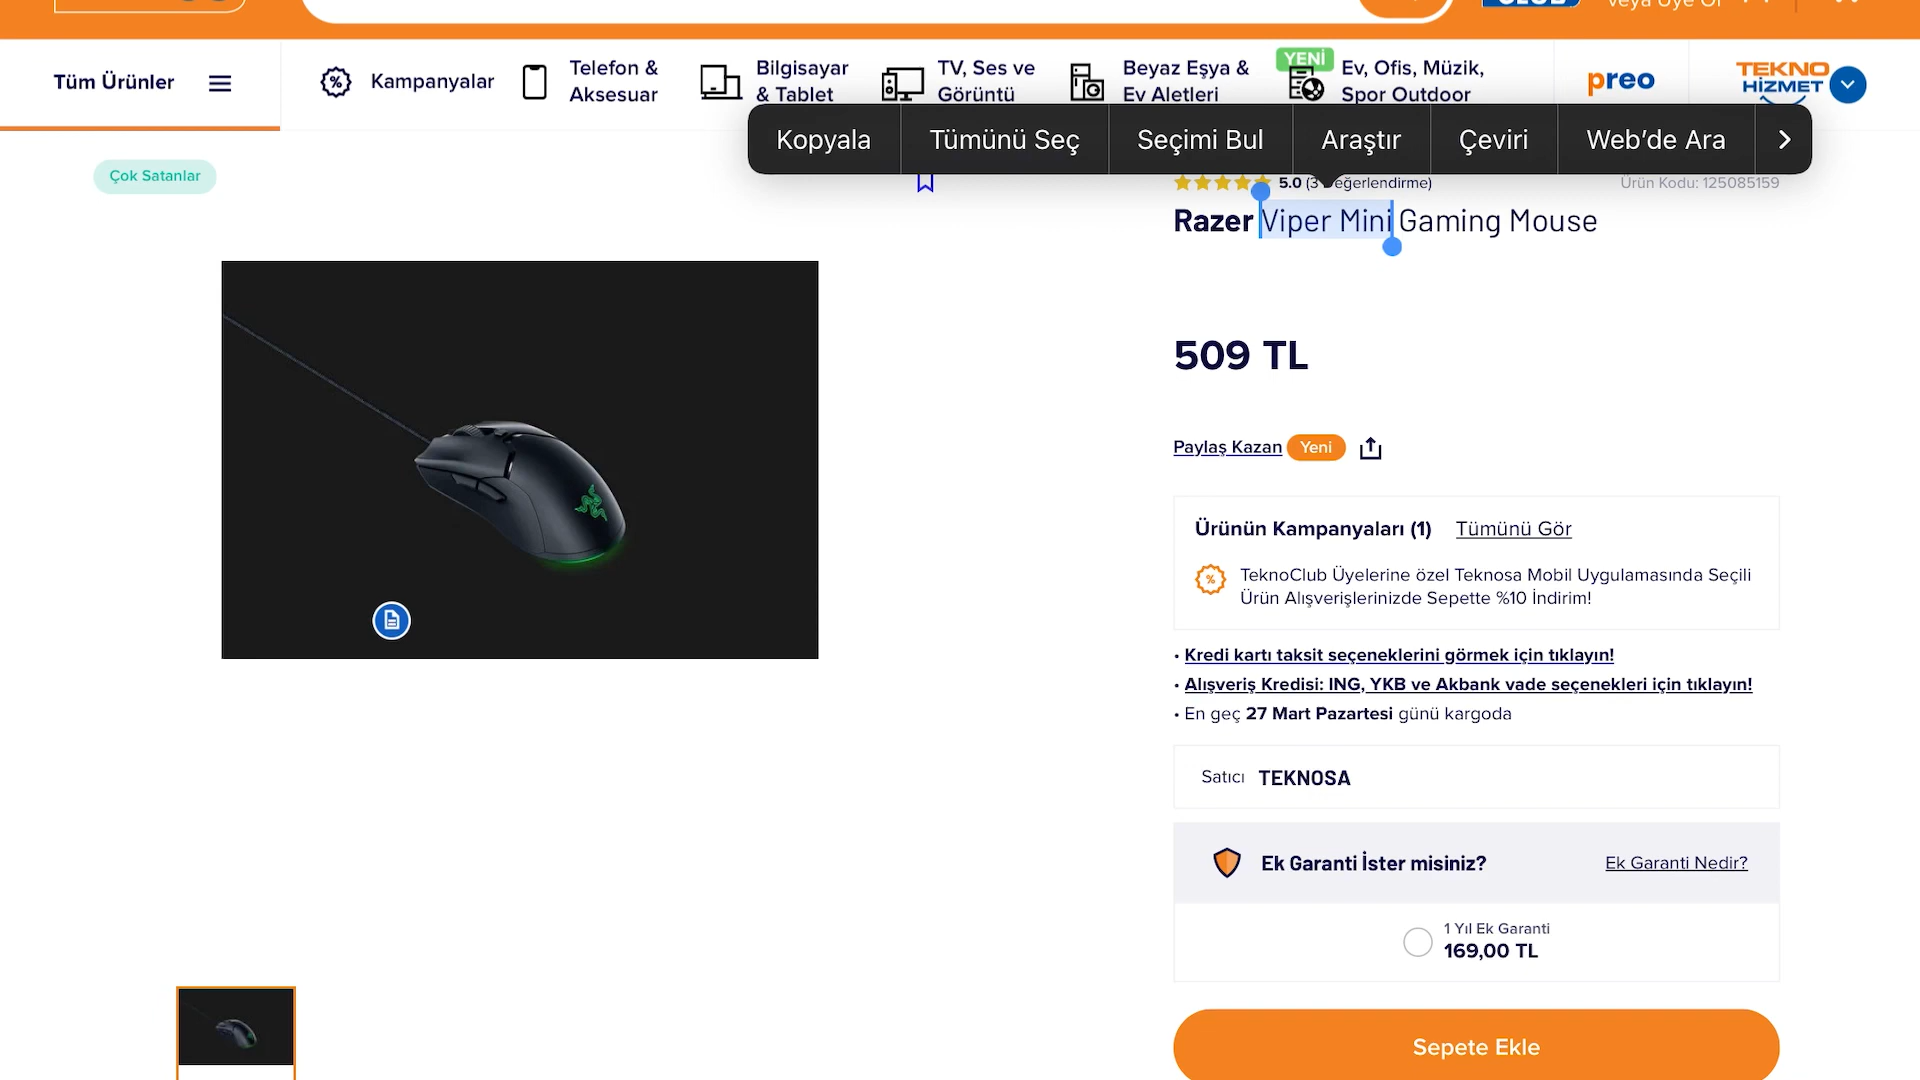 Tüm Ürünler
Kampanyalar
Telefon &
Aksesuar
Bilgisayar
& Tablet
TV, Ses ve
Görüntü
Beyaz Eşya &
Ev Aletleri
YENİ
Ev, Ofis, Müzik,
Spor Outdoor
preo
TEKNO
HİZMET
Kopyala
Tümünü Seç
Seçimi Bul
Araştır
Çeviri
Web'de Ara
Çok Satanlar
5.0 (3 Değerlendirme)
Ürün Kodu: 125085159
Razer Viper Mini Gaming Mouse
509 TL
Paylaş Kazan Yeni
Ürünün Kampanyaları (1) Tümünü Gör
TeknoClub Üyelerine özel Teknosa Mobil Uygulamasında Seçili
Ürün Alışverişlerinizde Sepette %10 İndirim!
• Kredi kartı taksit seçeneklerini görmek için tıklayın!
• Alışveriş Kredisi: ING, YKB ve Akbank vade seçenekleri için tıklayın!
• En geç 27 Mart Pazartesi günü kargoda
Satıcı TEKNOSA
Ek Garanti İster misiniz?
Ek Garanti Nedir?
1 Yıl Ek Garanti
169,00 TL
Sepete Ekle